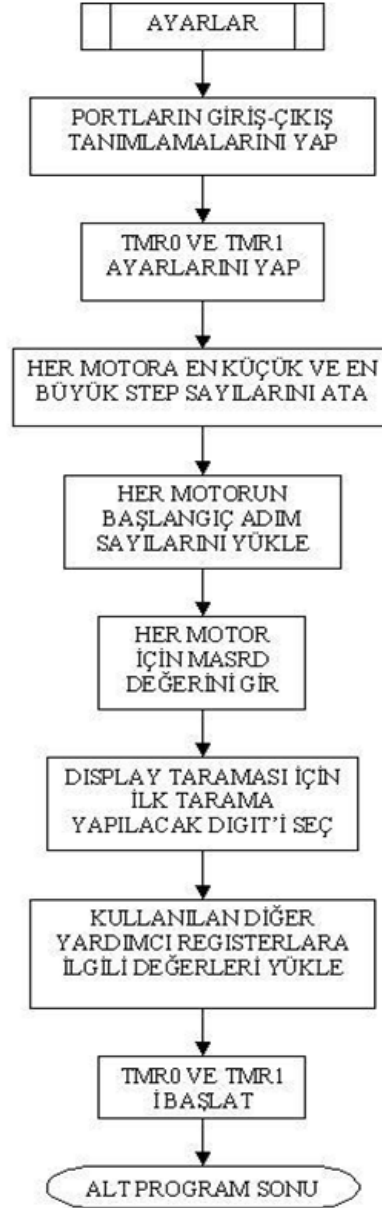 AYARLAR
PORTLARIN GİRİŞ-ÇIKIŞ
TANIMLAMALARINI YAP
TMR0 VE TMR1
AYARLARINI YAP
HER MOTORA EN KÜÇÜK VE EN
BÜYÜK STEP SAYILARINI ATA
HER MOTORUN
BAŞLANGIÇ ADIM
SAYILARINI YÜKLE
HER MOTOR
İÇİN MASRD
DEĞERİNİ GİR
DISPLAY TARAMASI İÇİN
İLK TARAMA
YAPILACAK DIGIT'İ SEÇ
KULLANILAN DİĞER
YARDIMCI REGISTERLARA
İLGİLİ DEĞERLERİ YÜKLE
TMR0 VE TMR1
İ BAŞLAT
ALT PROGRAM SONU